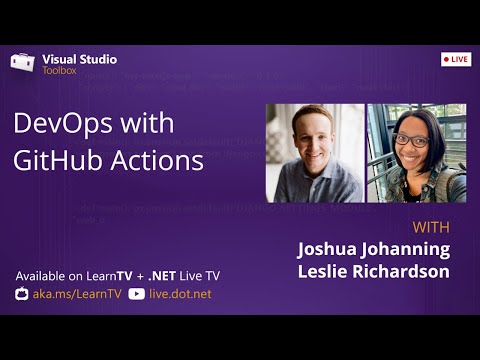 Visual Studio
Toolbox
LIVE
DevOps with
GitHub Actions
WITH
Joshua Johanning
Leslie Richardson
Available on LearnTV + .NET Live TV
aka.ms/LearnTV live.dot.net